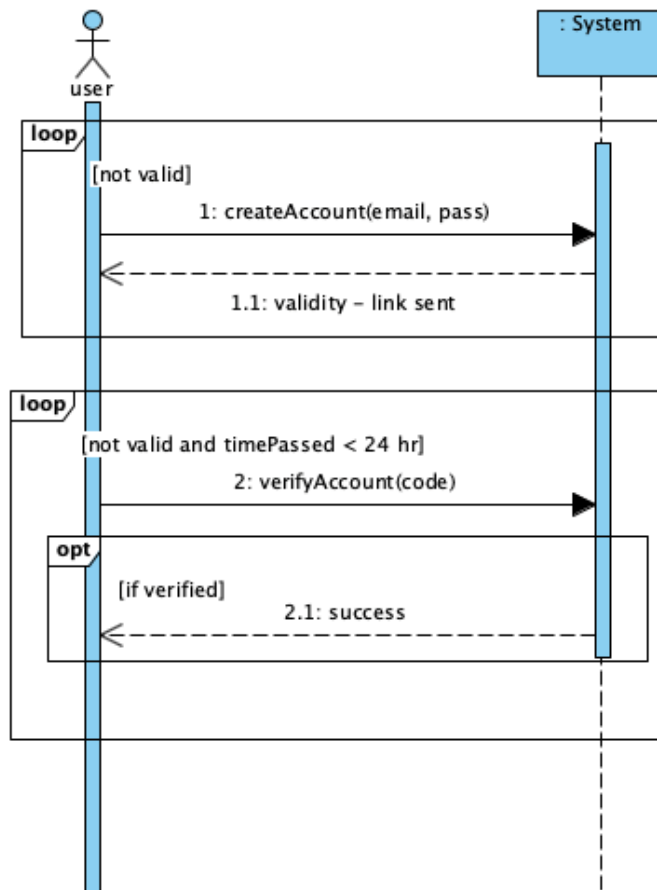 : System
user
loop
[not valid]
1: createAccount(email, pass)
1.1: validity – link sent
loop
[not valid and timePassed < 24 hr]
2: verifyAccount(code)
opt
[if verified]
2.1: success